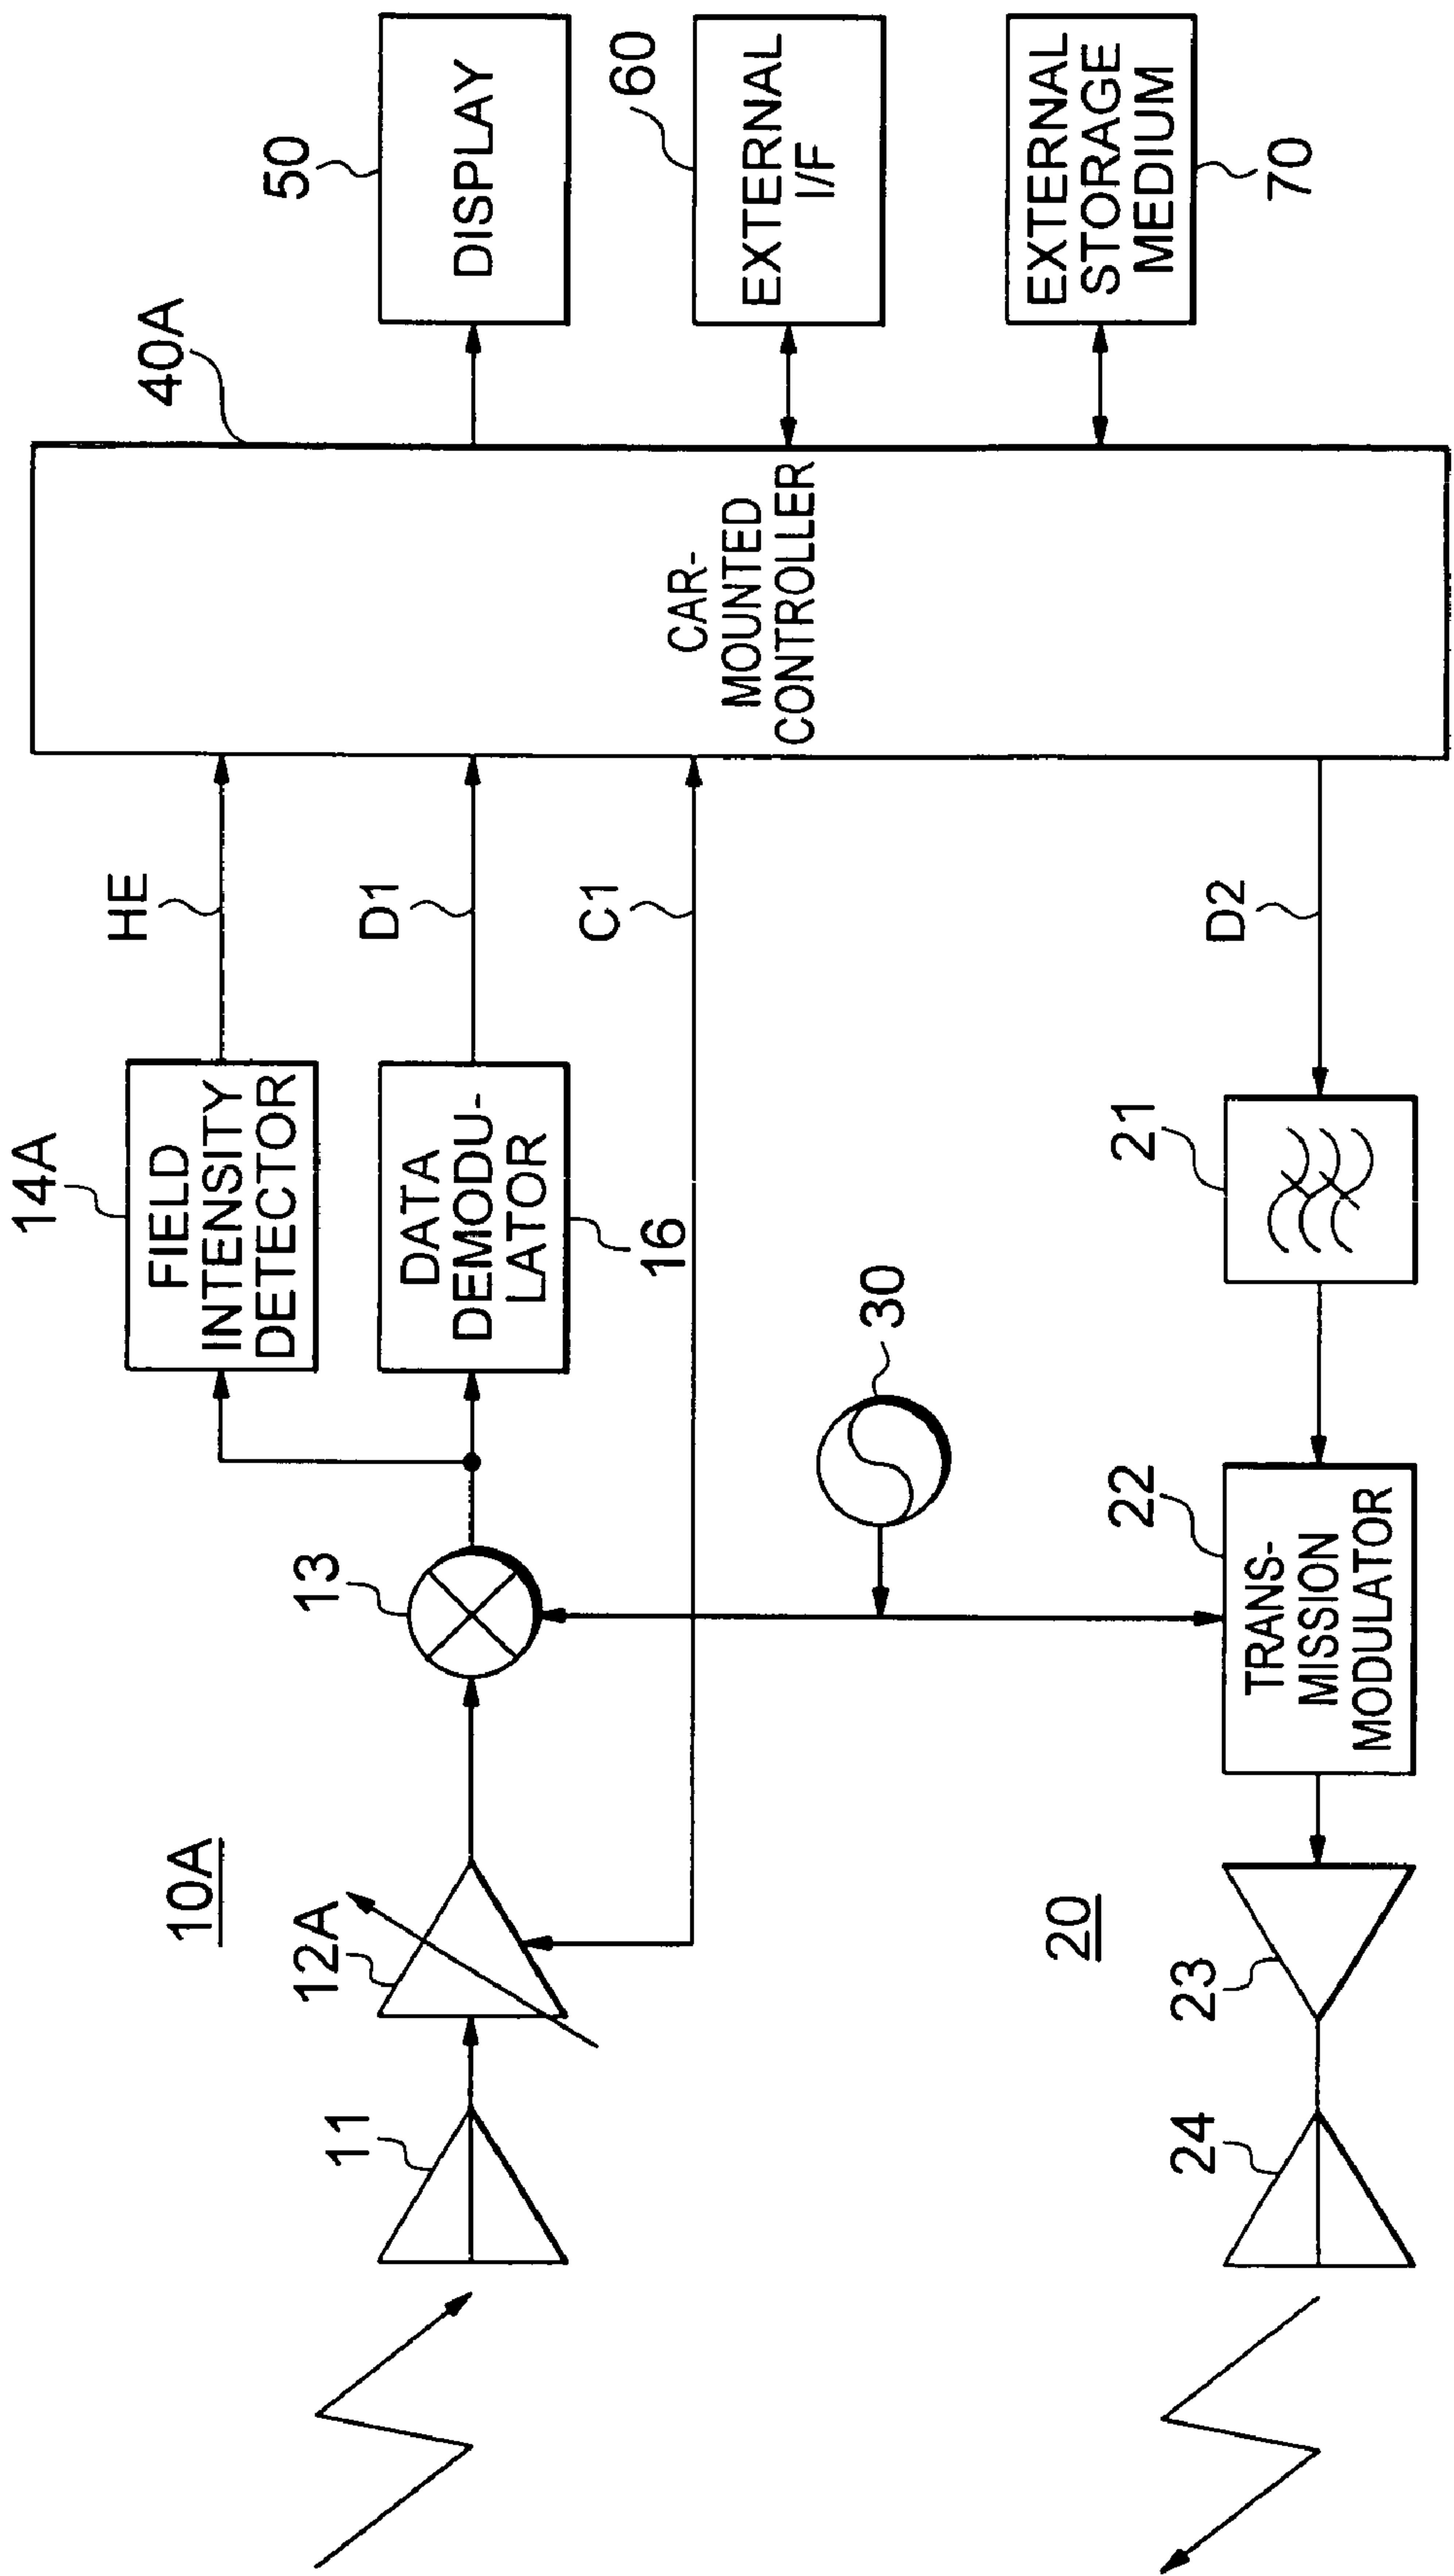 10A
11
12A
13
14A
FIELD
INTENSITY
DETECTOR
DATA
DEMODU-
LATOR
16
HE
D1
C1
30
40A
CAR-
MOUNTED
CONTROLLER
50
DISPLAY
60
EXTERNAL
I/F
EXTERNAL
STORAGE
MEDIUM
70
20
24
23
22
TRANS-
MISSION
MODULATOR
21
D2